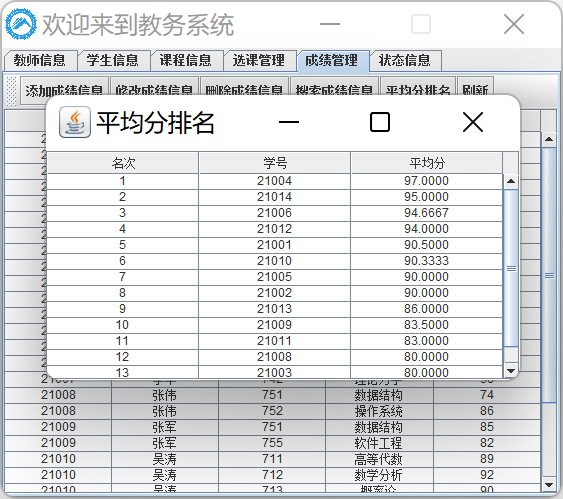 欢迎来到教务系统
教师信息 学生信息 课程信息 选课管理 成绩管理 状态信息
添加成绩信息 修改成绩信息 删除成绩信息 搜索成绩信息 平均分排名 刷新
平均分排名
名次 学号 平均分
1 21004 97.0000
2 21014 95.0000
3 21006 94.6667
4 21012 94.0000
5 21001 90.5000
6 21010 90.3333
7 21005 90.0000
8 21002 90.0000
9 21013 86.0000
10 21009 83.5000
11 21011 83.0000
12 21008 80.0000
13 21003 80.0000
21008 张伟 751 数据结构 74
21008 张伟 752 操作系统 86
21009 张军 751 数据结构 85
21009 张军 755 软件工程 82
21010 吴涛 711 高等代数 89
21010 吴涛 712 数学分析 92
21010 吴涛 713 概率论 90